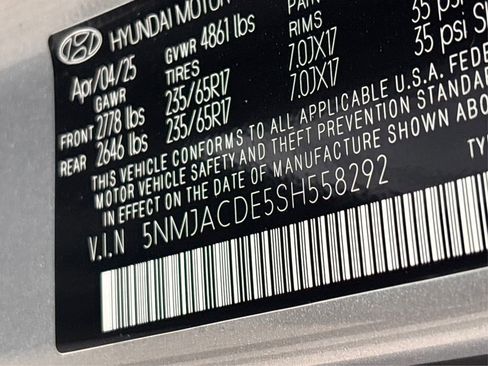 HYUNDAI MOTOR
Apr/04/25 GVWR 4861 lbs
GAWR TIRES RIMS 35 psi
FRONT 2778 lbs 235/65R17 7.0JX17 35 psi
REAR 2646 lbs 235/65R17 7.0JX17
THIS VEHICLE CONFORMS TO ALL APPLICABLE U.S.A. FEDE
MOTOR VEHICLE SAFETY AND THEFT PREVENTION STANDARD
IN EFFECT ON THE DATE OF MANUFACTURE SHOWN ABO
V.I.N 5NMJACDE5SH558292 TY